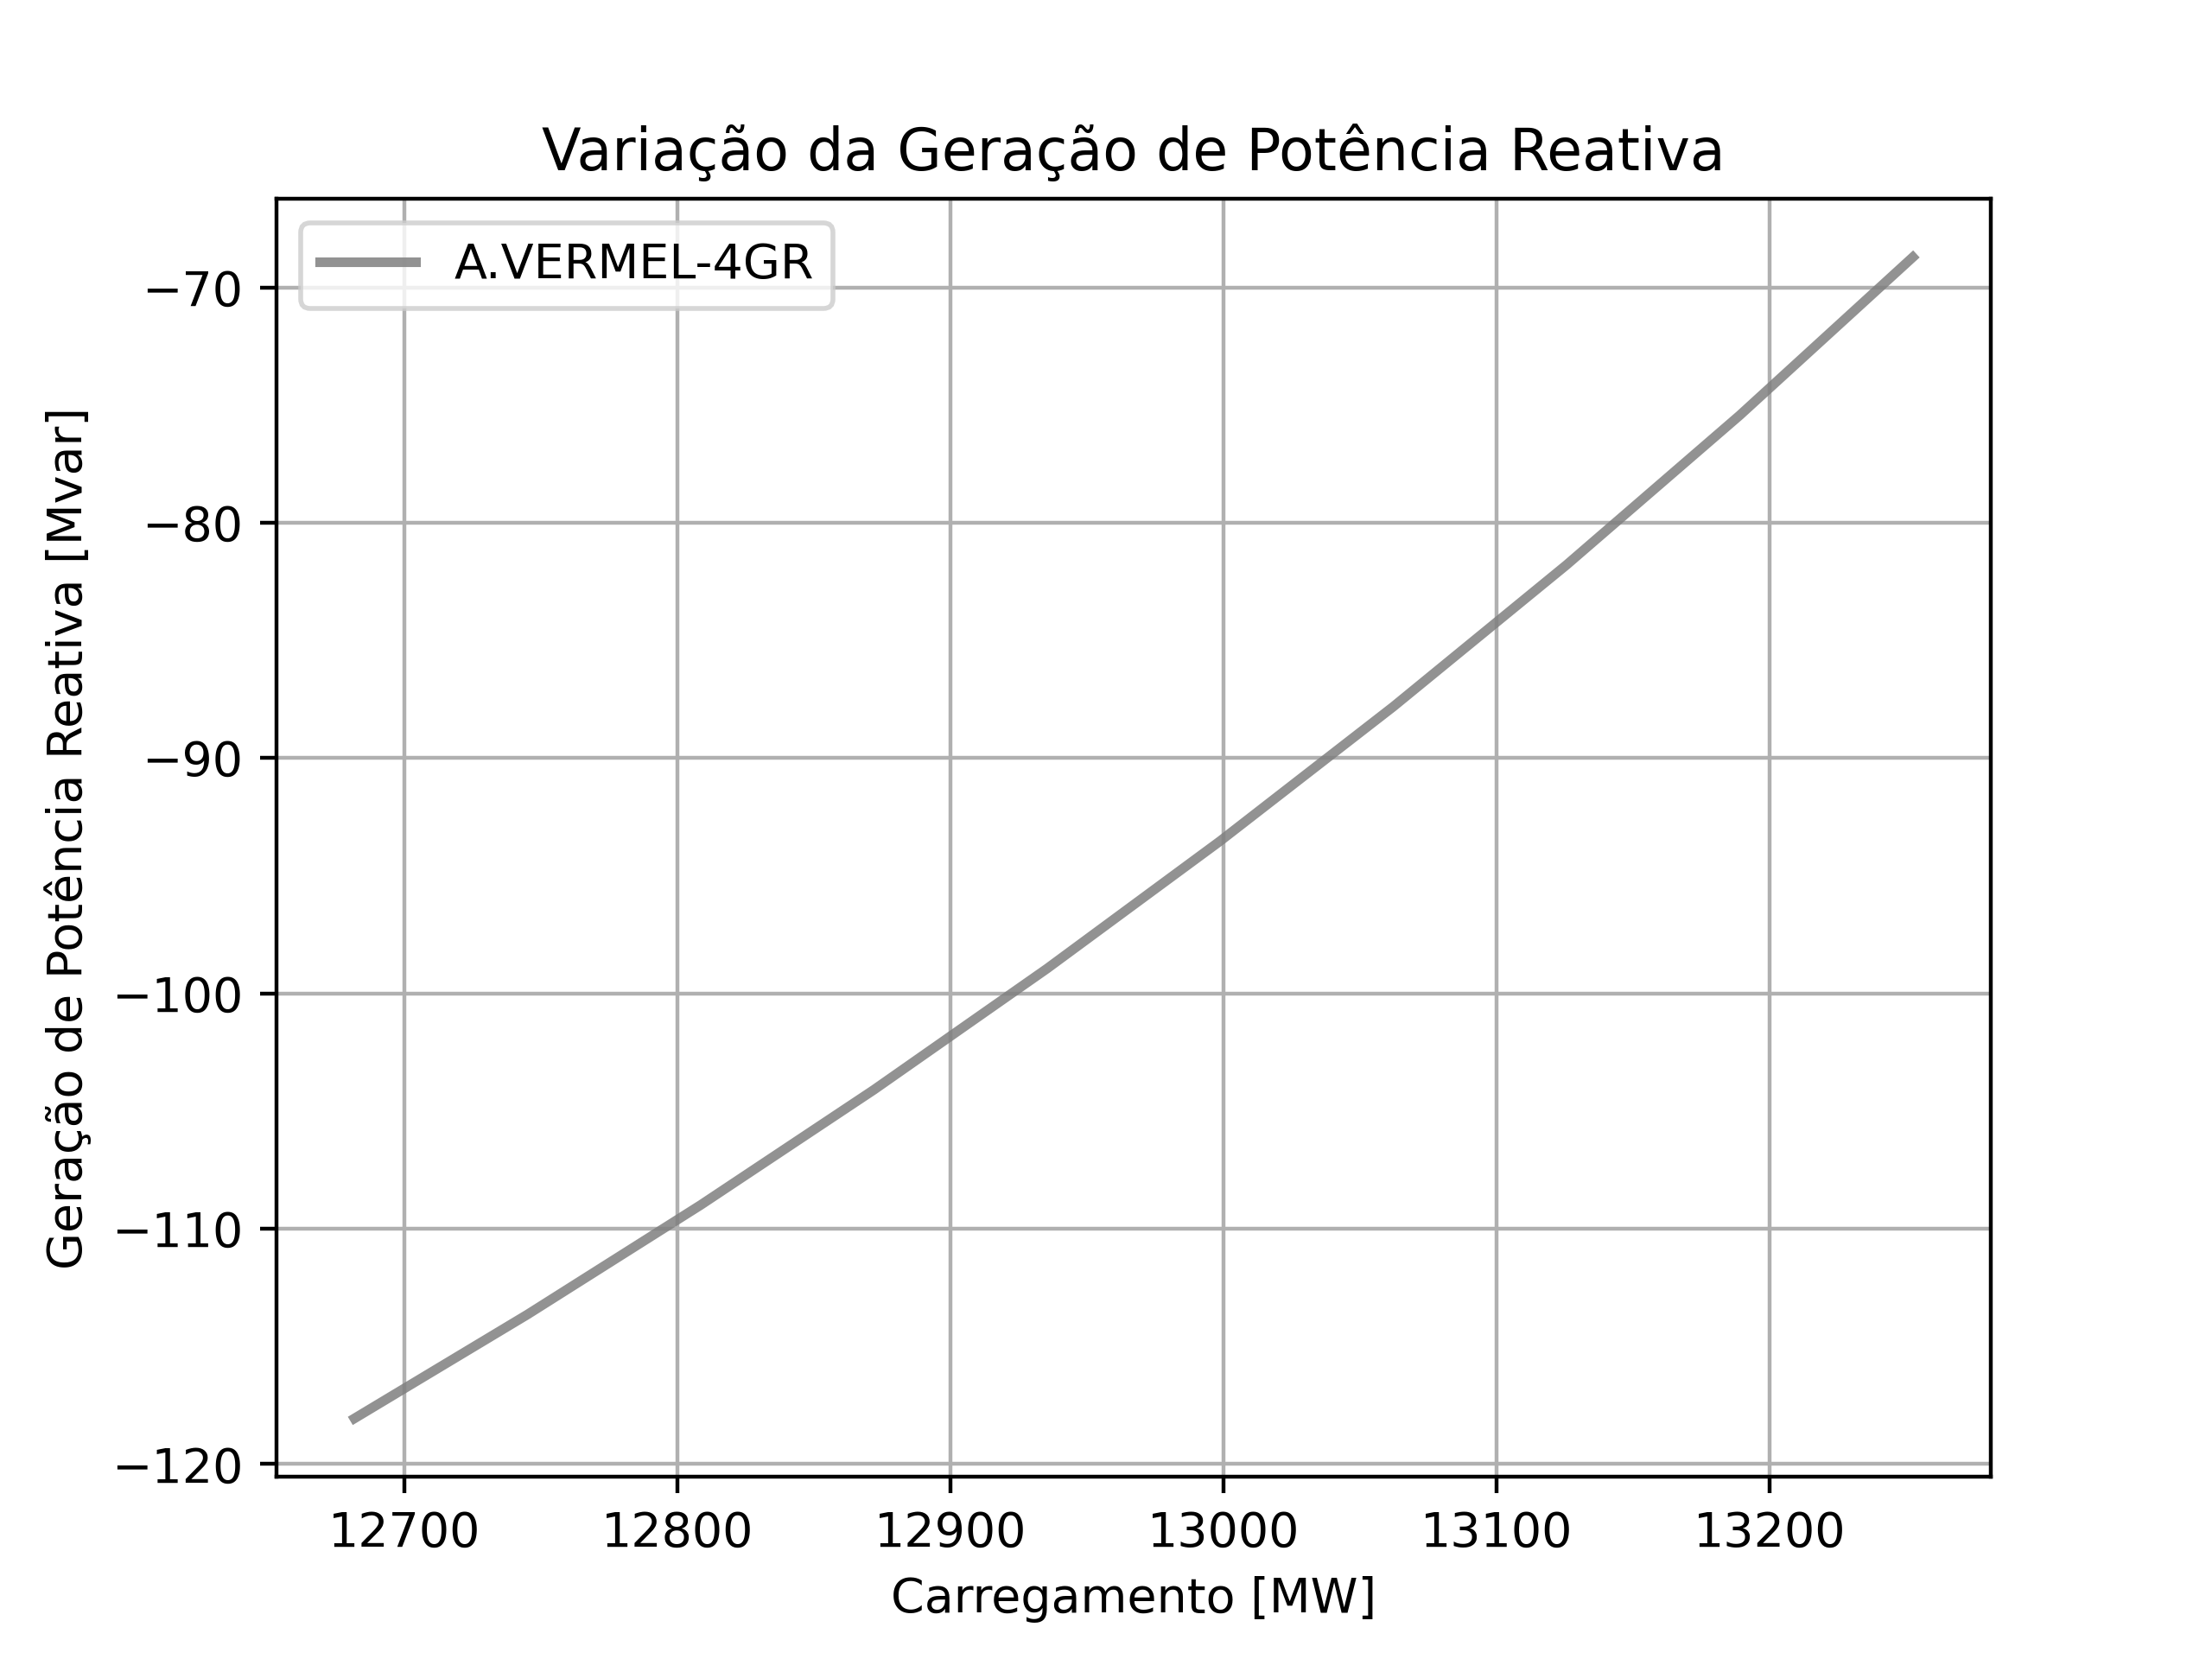 Variação da Geração de Potência Reativa
A.VERMEL-4GR
Geração de Potência Reativa [Mvar]
−70
−80
−90
−100
−110
−120
12700 12800 12900 13000 13100 13200
Carregamento [MW]